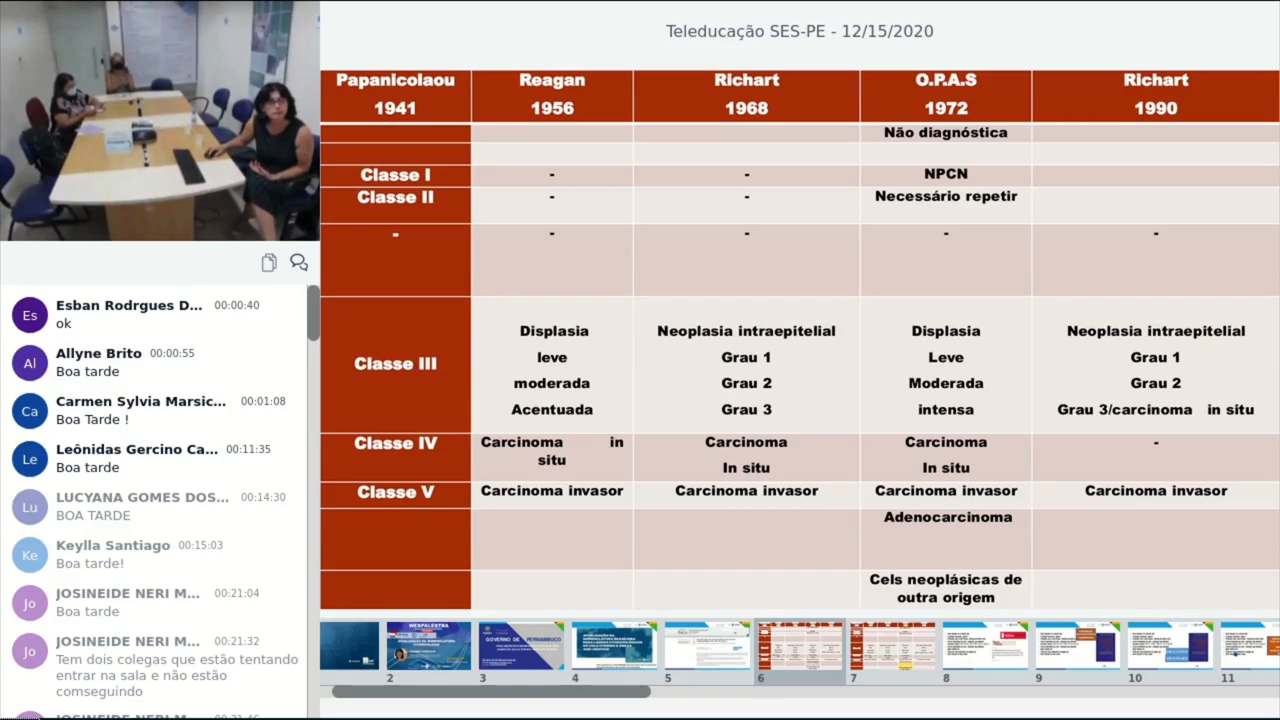 Teleducação SES-PE - 12/15/2020
Papanicolaou 1941
Reagan 1956
Richart 1968
O.P.A.S 1972
Richart 1990
Não diagnóstica
Classe I - - NPCN
Classe II - - Necessário repetir
- - - - -
Classe III
Displasia
leve
moderada
Acentuada
Neoplasia intraepitelial
Grau 1
Grau 2
Grau 3
Displasia
Leve
Moderada
intensa
Neoplasia intraepitelial
Grau 1
Grau 2
Grau 3/carcinoma in situ
Classe IV
Carcinoma in
situ
Carcinoma
In situ
Carcinoma
In situ
-
Classe V Carcinoma invasor Carcinoma invasor Carcinoma invasor Carcinoma invasor
Adenocarcinoma
Cels neoplásicas de
outra origem
Es
Esban Rodrgues D... 00:00:40
ok
Al
Allyne Brito 00:00:55
Boa tarde
Ca
Carmen Sylvia Marsic... 00:01:08
Boa Tarde !
Le
Leônidas Gercino Ca... 00:11:35
Boa tarde
Lu
LUCYANA GOMES DOS... 00:14:30
BOA TARDE
Ke
Keylla Santiago 00:15:03
Boa tarde!
Jo
JOSINEIDE NERI M... 00:21:04
Boa tarde
Jo
JOSINEIDE NERI M... 00:21:32
Tem dois colegas que estão tentando
entrar na sala e não estão
comseguindo
WEBPALESTRA
GOVERNO DE PERNAMBUCO
2 3 4 5 6 7 8 9 10 11